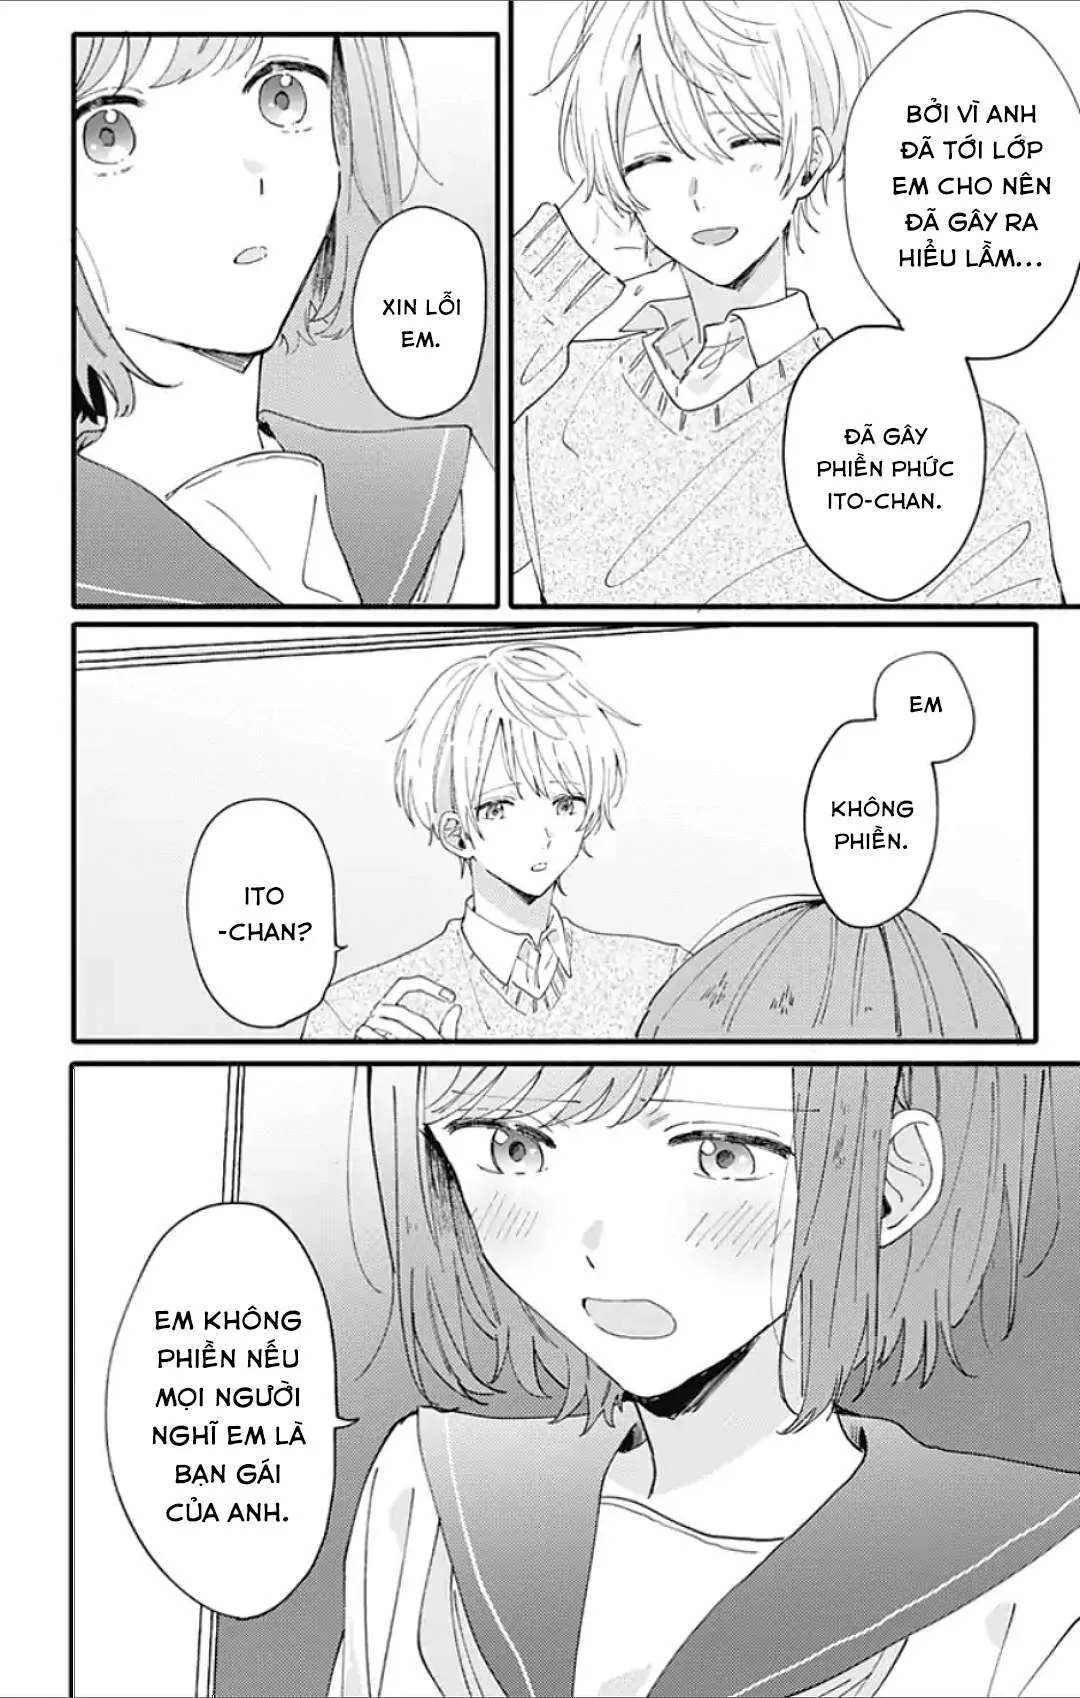 BỞI VÌ ANH
ĐÃ TỚI LỚP
EM CHO NÊN
ĐÃ GÂY RA
HIỂU LẦM...
ĐÃ GÂY
PHIỀN PHỨC
ITO-CHAN.
XIN LỖI
EM.
EM
KHÔNG
PHIỀN.
ITO
-CHAN?
EM KHÔNG
PHIỀN NẾU
MỌI NGƯỜI
NGHĨ EM LÀ
BẠN GÁI
CỦA ANH.